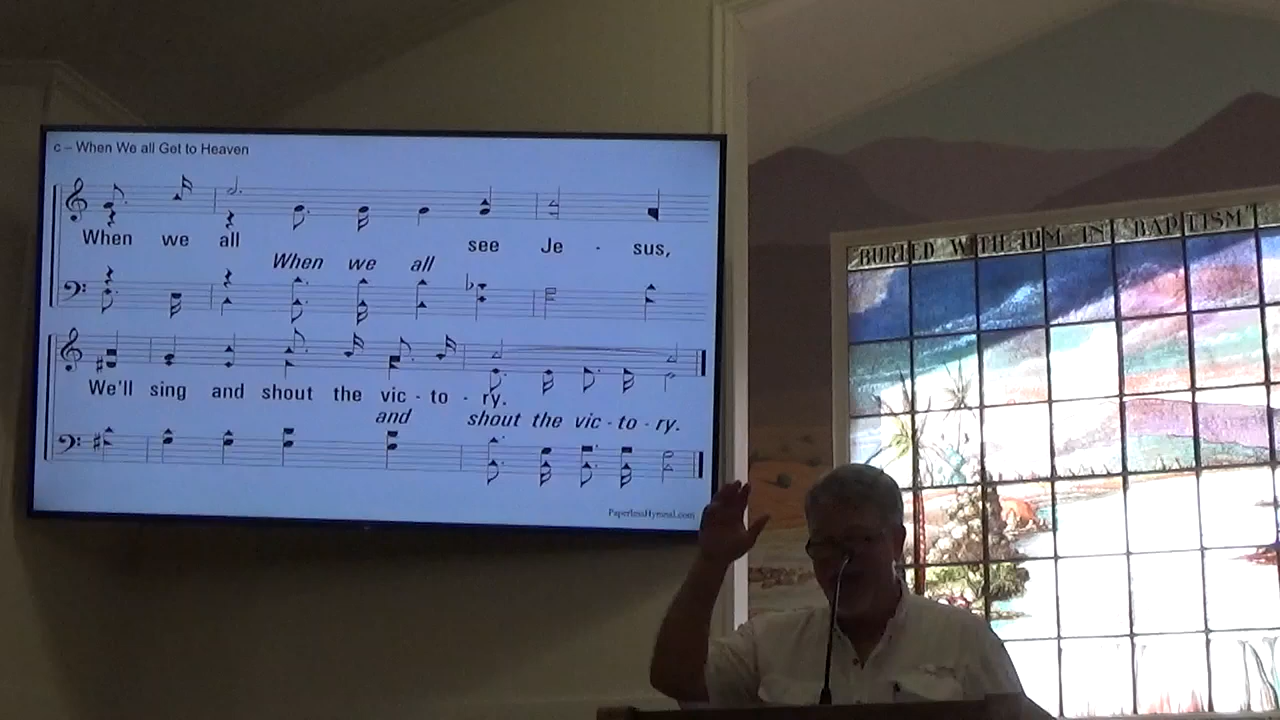 c – When We all Get to Heaven
When we all see Je - sus,
When we all
We'll sing and shout the vic - to - ry.
and shout the vic - to - ry.
PaperlessHymnal.com
"BURIED WITH HIM IN BAPTISM"